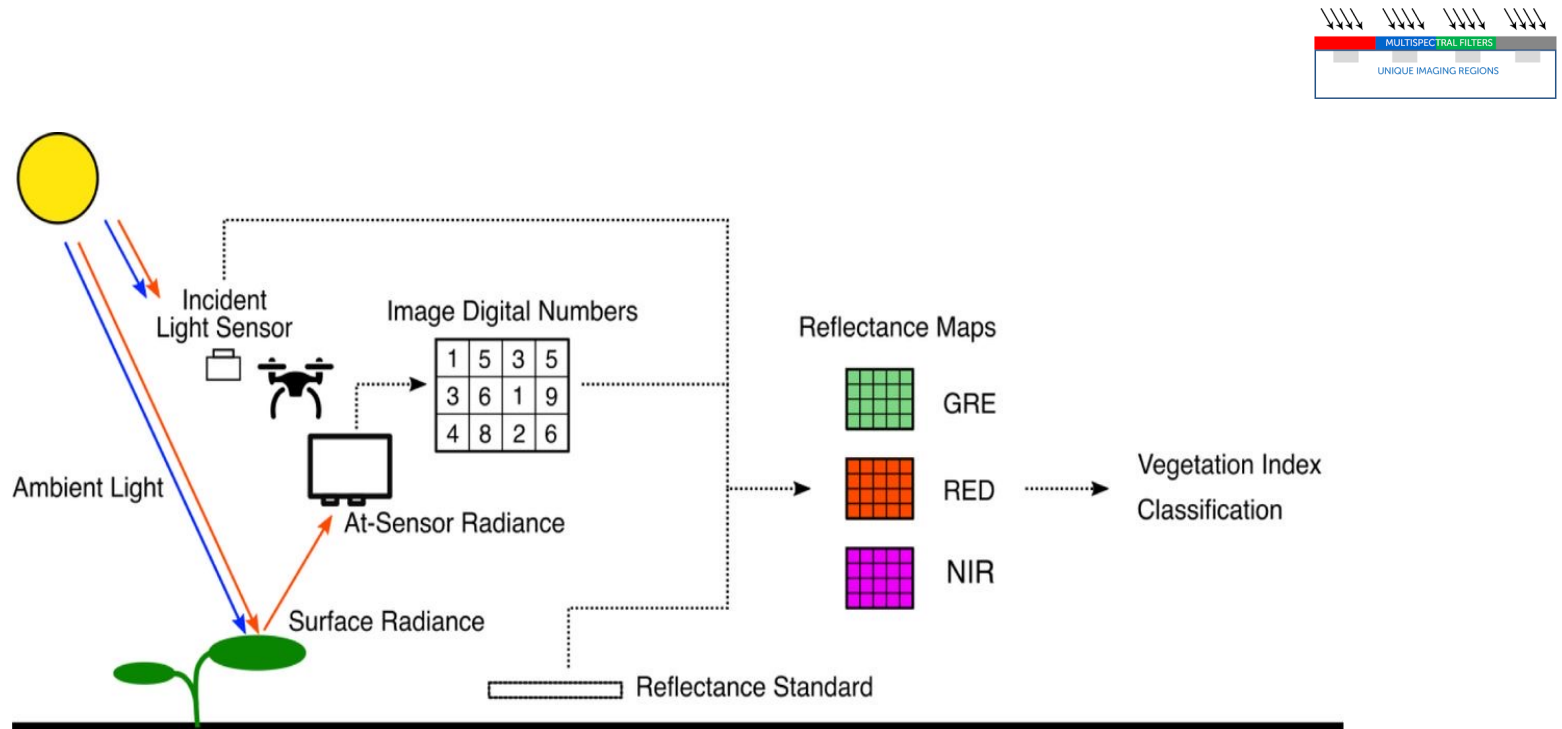 MULTISPECTRAL FILTERS
UNIQUE IMAGING REGIONS
Incident
Light Sensor
Image Digital Numbers
1 5 3 5
3 6 1 9
4 8 2 6
Reflectance Maps
GRE
RED
NIR
Vegetation Index
Classification
Ambient Light
At-Sensor Radiance
Surface Radiance
Reflectance Standard